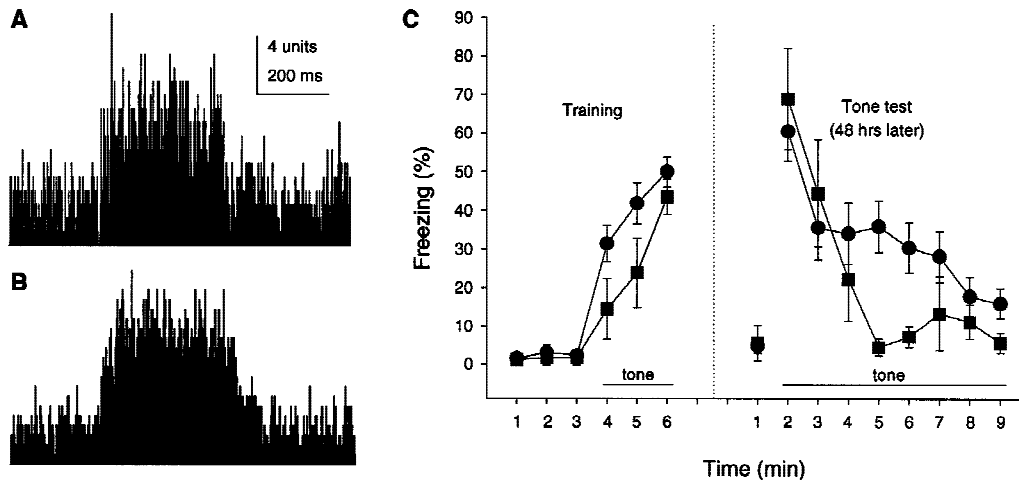 A
4 units
200 ms
B
C
90
80
70
60
50
40
30
20
10
0
Freezing (%)
Training
Tone test
(48 hrs later)
tone
tone
1 2 3 4 5 6 1 2 3 4 5 6 7 8 9
Time (min)